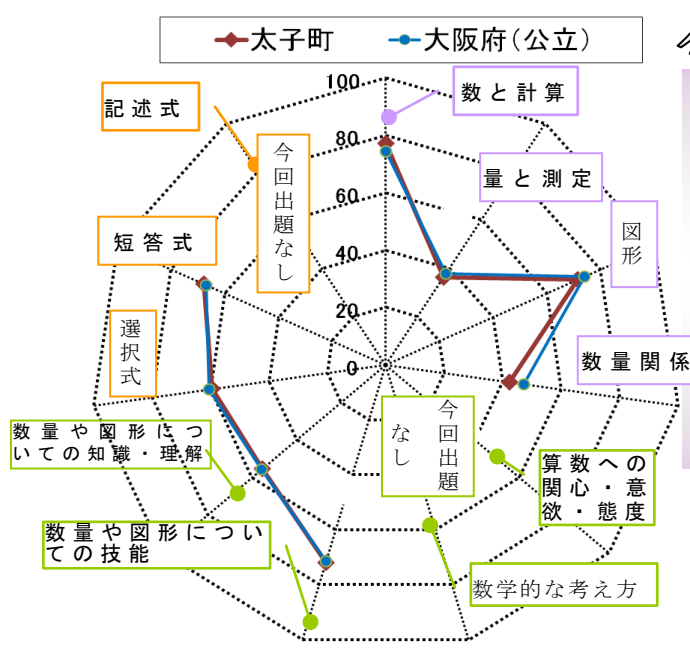 太子町
大阪府(公立)
100
80
60
40
20
0
数と計算
量と測定
図形
数量関係
算数への
関心・意
欲・態度
数学的な考え方
今回出題
なし
数量や図形につい
ての技能
数量や図形につ
いての知識・理解
選択式
短答式
記述式
今回出題なし